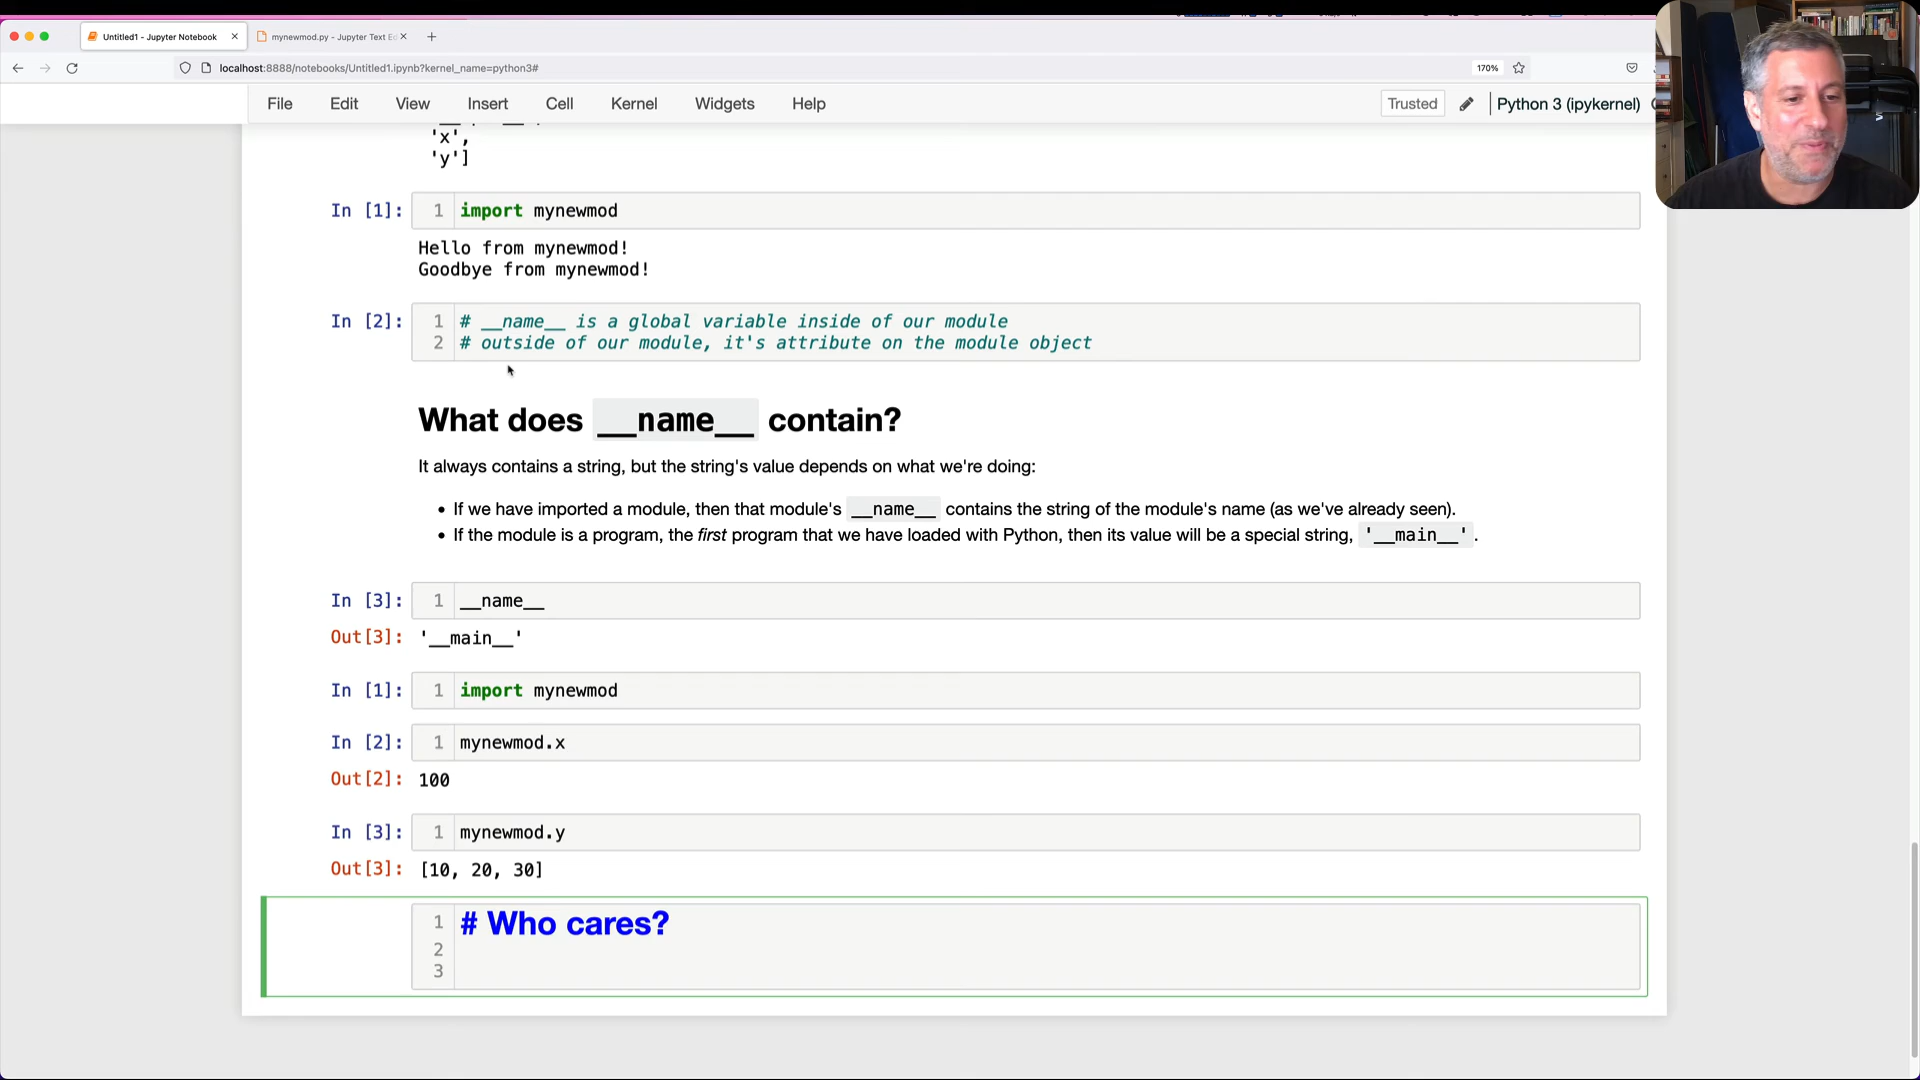 Untitled1 - Jupyter Notebook
mynewmod.py - Jupyter Text E
localhost:8888/notebooks/Untitled1.ipynb?kernel_name=python3#
170%
File Edit View Insert Cell Kernel Widgets Help
Trusted
Python 3 (ipykernel)
'x',
'y']
In [1]: 1 import mynewmod
Hello from mynewmod!
Goodbye from mynewmod!
In [2]: 1 # __name__ is a global variable inside of our module
2 # outside of our module, it's attribute on the module object
What does __name__ contain?
It always contains a string, but the string's value depends on what we're doing:
• If we have imported a module, then that module's __name__ contains the string of the module's name (as we've already seen).
• If the module is a program, the first program that we have loaded with Python, then its value will be a special string, '__main__'.
In [3]: 1 __name__
Out[3]: '__main__'
In [1]: 1 import mynewmod
In [2]: 1 mynewmod.x
Out[2]: 100
In [3]: 1 mynewmod.y
Out[3]: [10, 20, 30]
1 # Who cares?
2
3